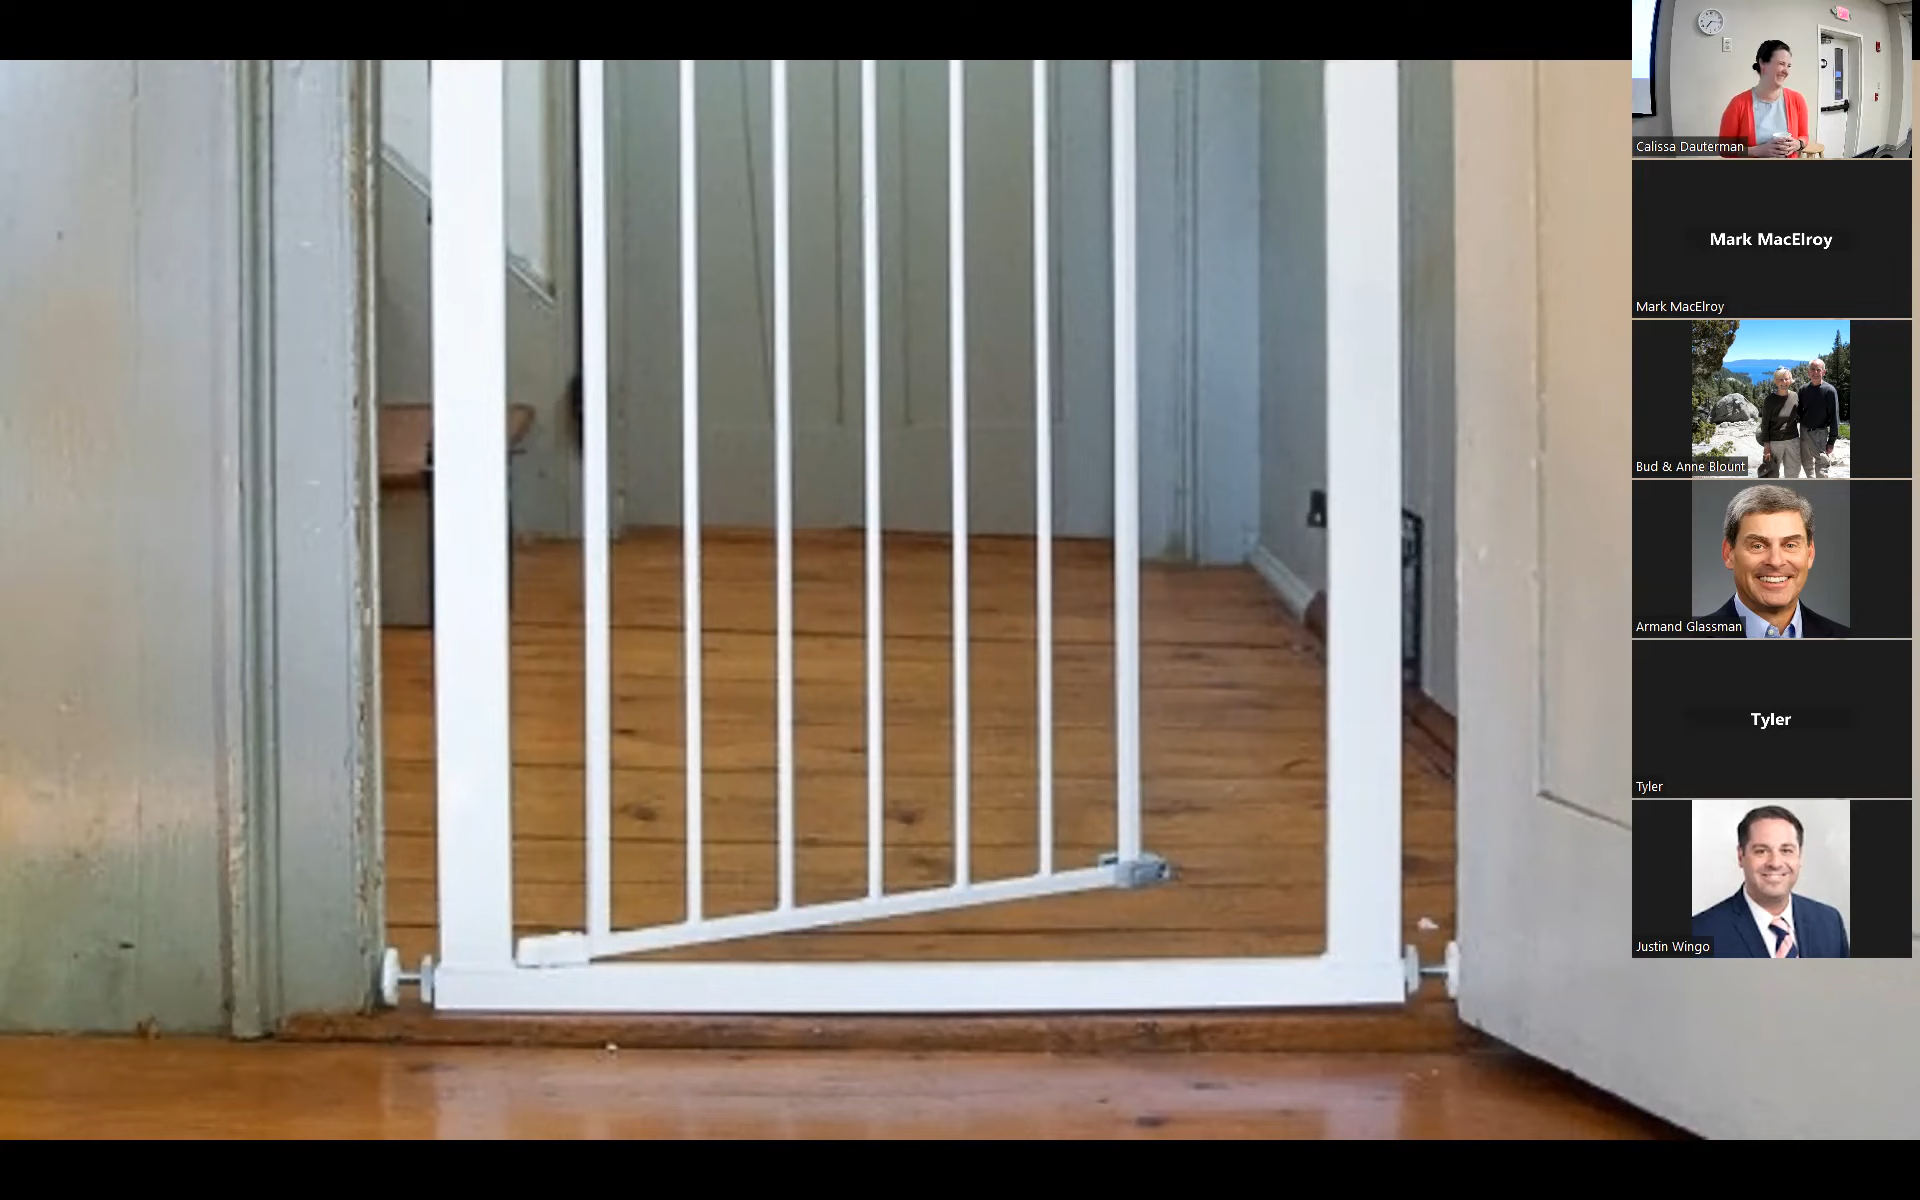 Calissa Dauterman
Mark MacElroy
Mark MacElroy
Bud & Anne Blount
Armand Glassman
Tyler
Tyler
Justin Wingo